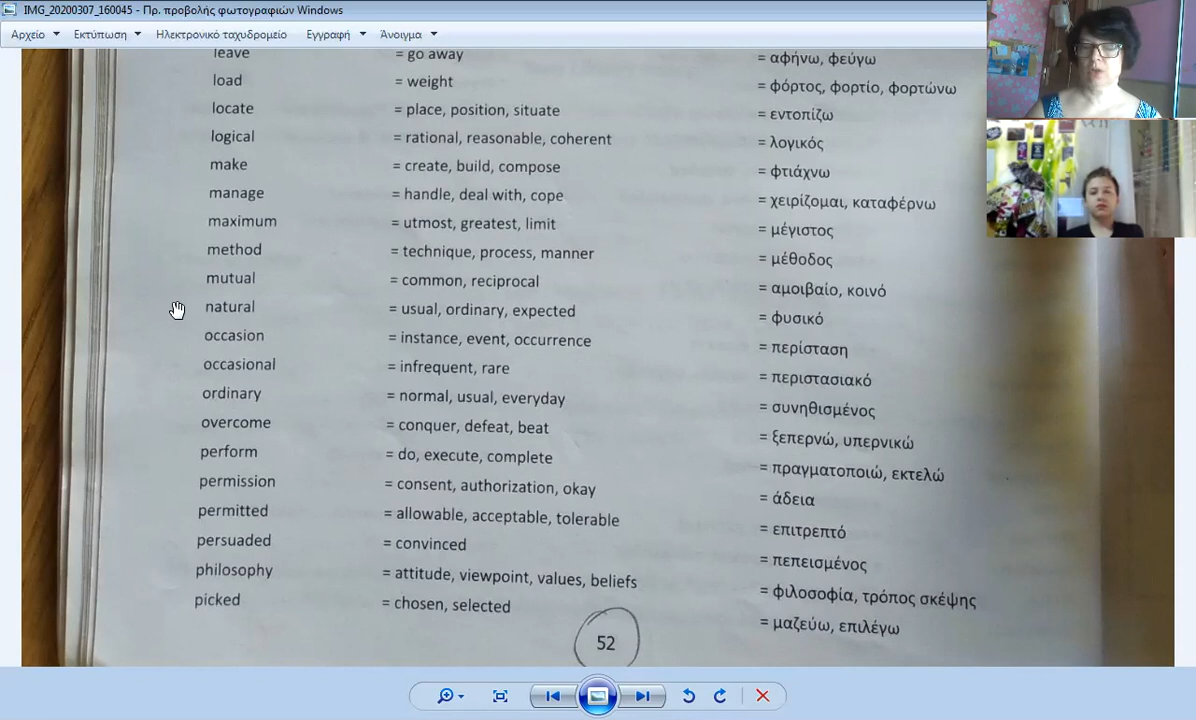 IMG_20200307_160045 - Πρ. προβολής φωτογραφιών Windows
Αρχείο Εκτύπωση Ηλεκτρονικό ταχυδρομείο Εγγραφή Άνοιγμα
leave = go away = αφήνω, φεύγω
load = weight = φόρτος, φορτίο, φορτώνω
locate = place, position, situate = εντοπίζω
logical = rational, reasonable, coherent = λογικός
make = create, build, compose = φτιάχνω
manage = handle, deal with, cope = χειρίζομαι, καταφέρνω
maximum = utmost, greatest, limit = μέγιστος
method = technique, process, manner = μέθοδος
mutual = common, reciprocal = αμοιβαίο, κοινό
natural = usual, ordinary, expected = φυσικό
occasion = instance, event, occurrence = περίσταση
occasional = infrequent, rare = περιστασιακό
ordinary = normal, usual, everyday = συνηθισμένος
overcome = conquer, defeat, beat = ξεπερνώ, υπερνικώ
perform = do, execute, complete = πραγματοποιώ, εκτελώ
permission = consent, authorization, okay = άδεια
permitted = allowable, acceptable, tolerable = επιτρεπτό
persuaded = convinced = πεπεισμένος
philosophy = attitude, viewpoint, values, beliefs = φιλοσοφία, τρόπος σκέψης
picked = chosen, selected = μαζεύω, επιλέγω
52